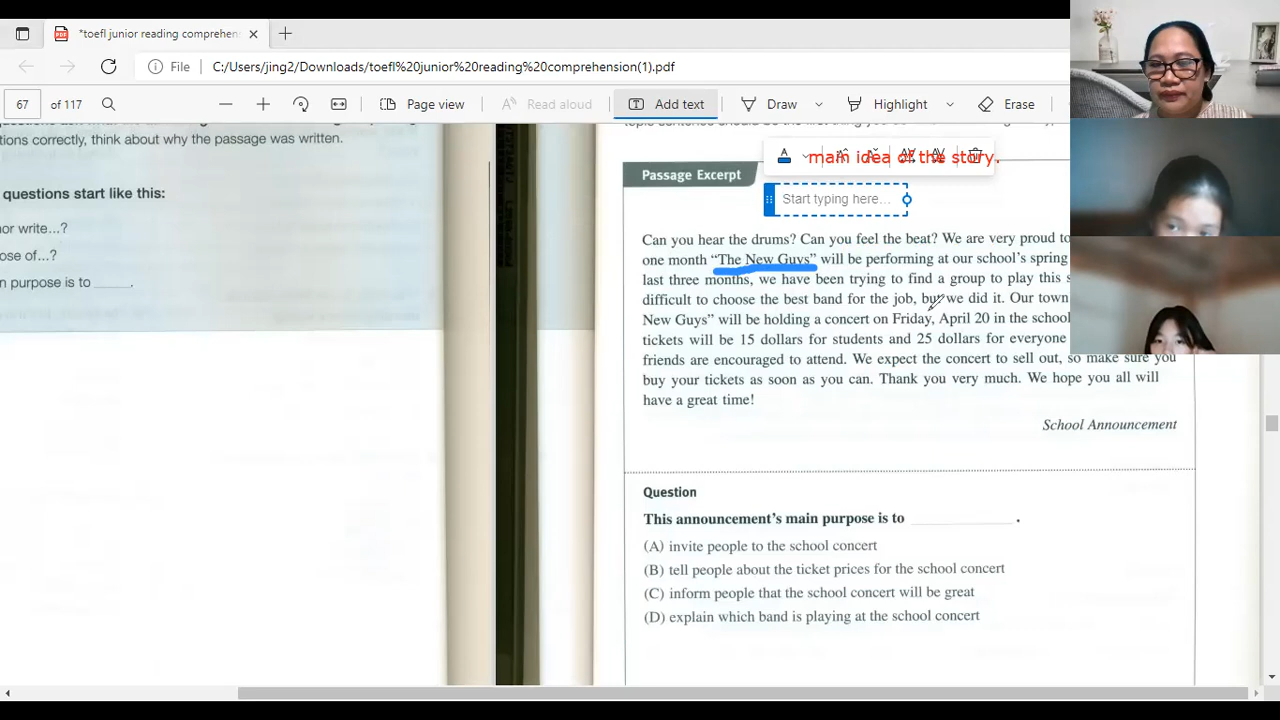 *toefl junior reading comprehen
File C:/Users/jing2/Downloads/toefl%20junior%20reading%20comprehension(1).pdf
67 of 117 Page view Read aloud Add text Draw Highlight Erase
tions correctly, think about why the passage was written.
questions start like this:
or write...?
ose of...?
n purpose is to
main idea of the story.
Passage Excerpt
Start typing here...
Can you hear the drums? Can you feel the beat? We are very proud to
one month “The New Guys” will be performing at our school’s spring
last three months, we have been trying to find a group to play this s
difficult to choose the best band for the job, but we did it. Our town
New Guys” will be holding a concert on Friday, April 20 in the school
tickets will be 15 dollars for students and 25 dollars for everyone
friends are encouraged to attend. We expect the concert to sell out, so make sure you
buy your tickets as soon as you can. Thank you very much. We hope you all will
have a great time!
School Announcement
Question
This announcement’s main purpose is to ____________ .
(A) invite people to the school concert
(B) tell people about the ticket prices for the school concert
(C) inform people that the school concert will be great
(D) explain which band is playing at the school concert